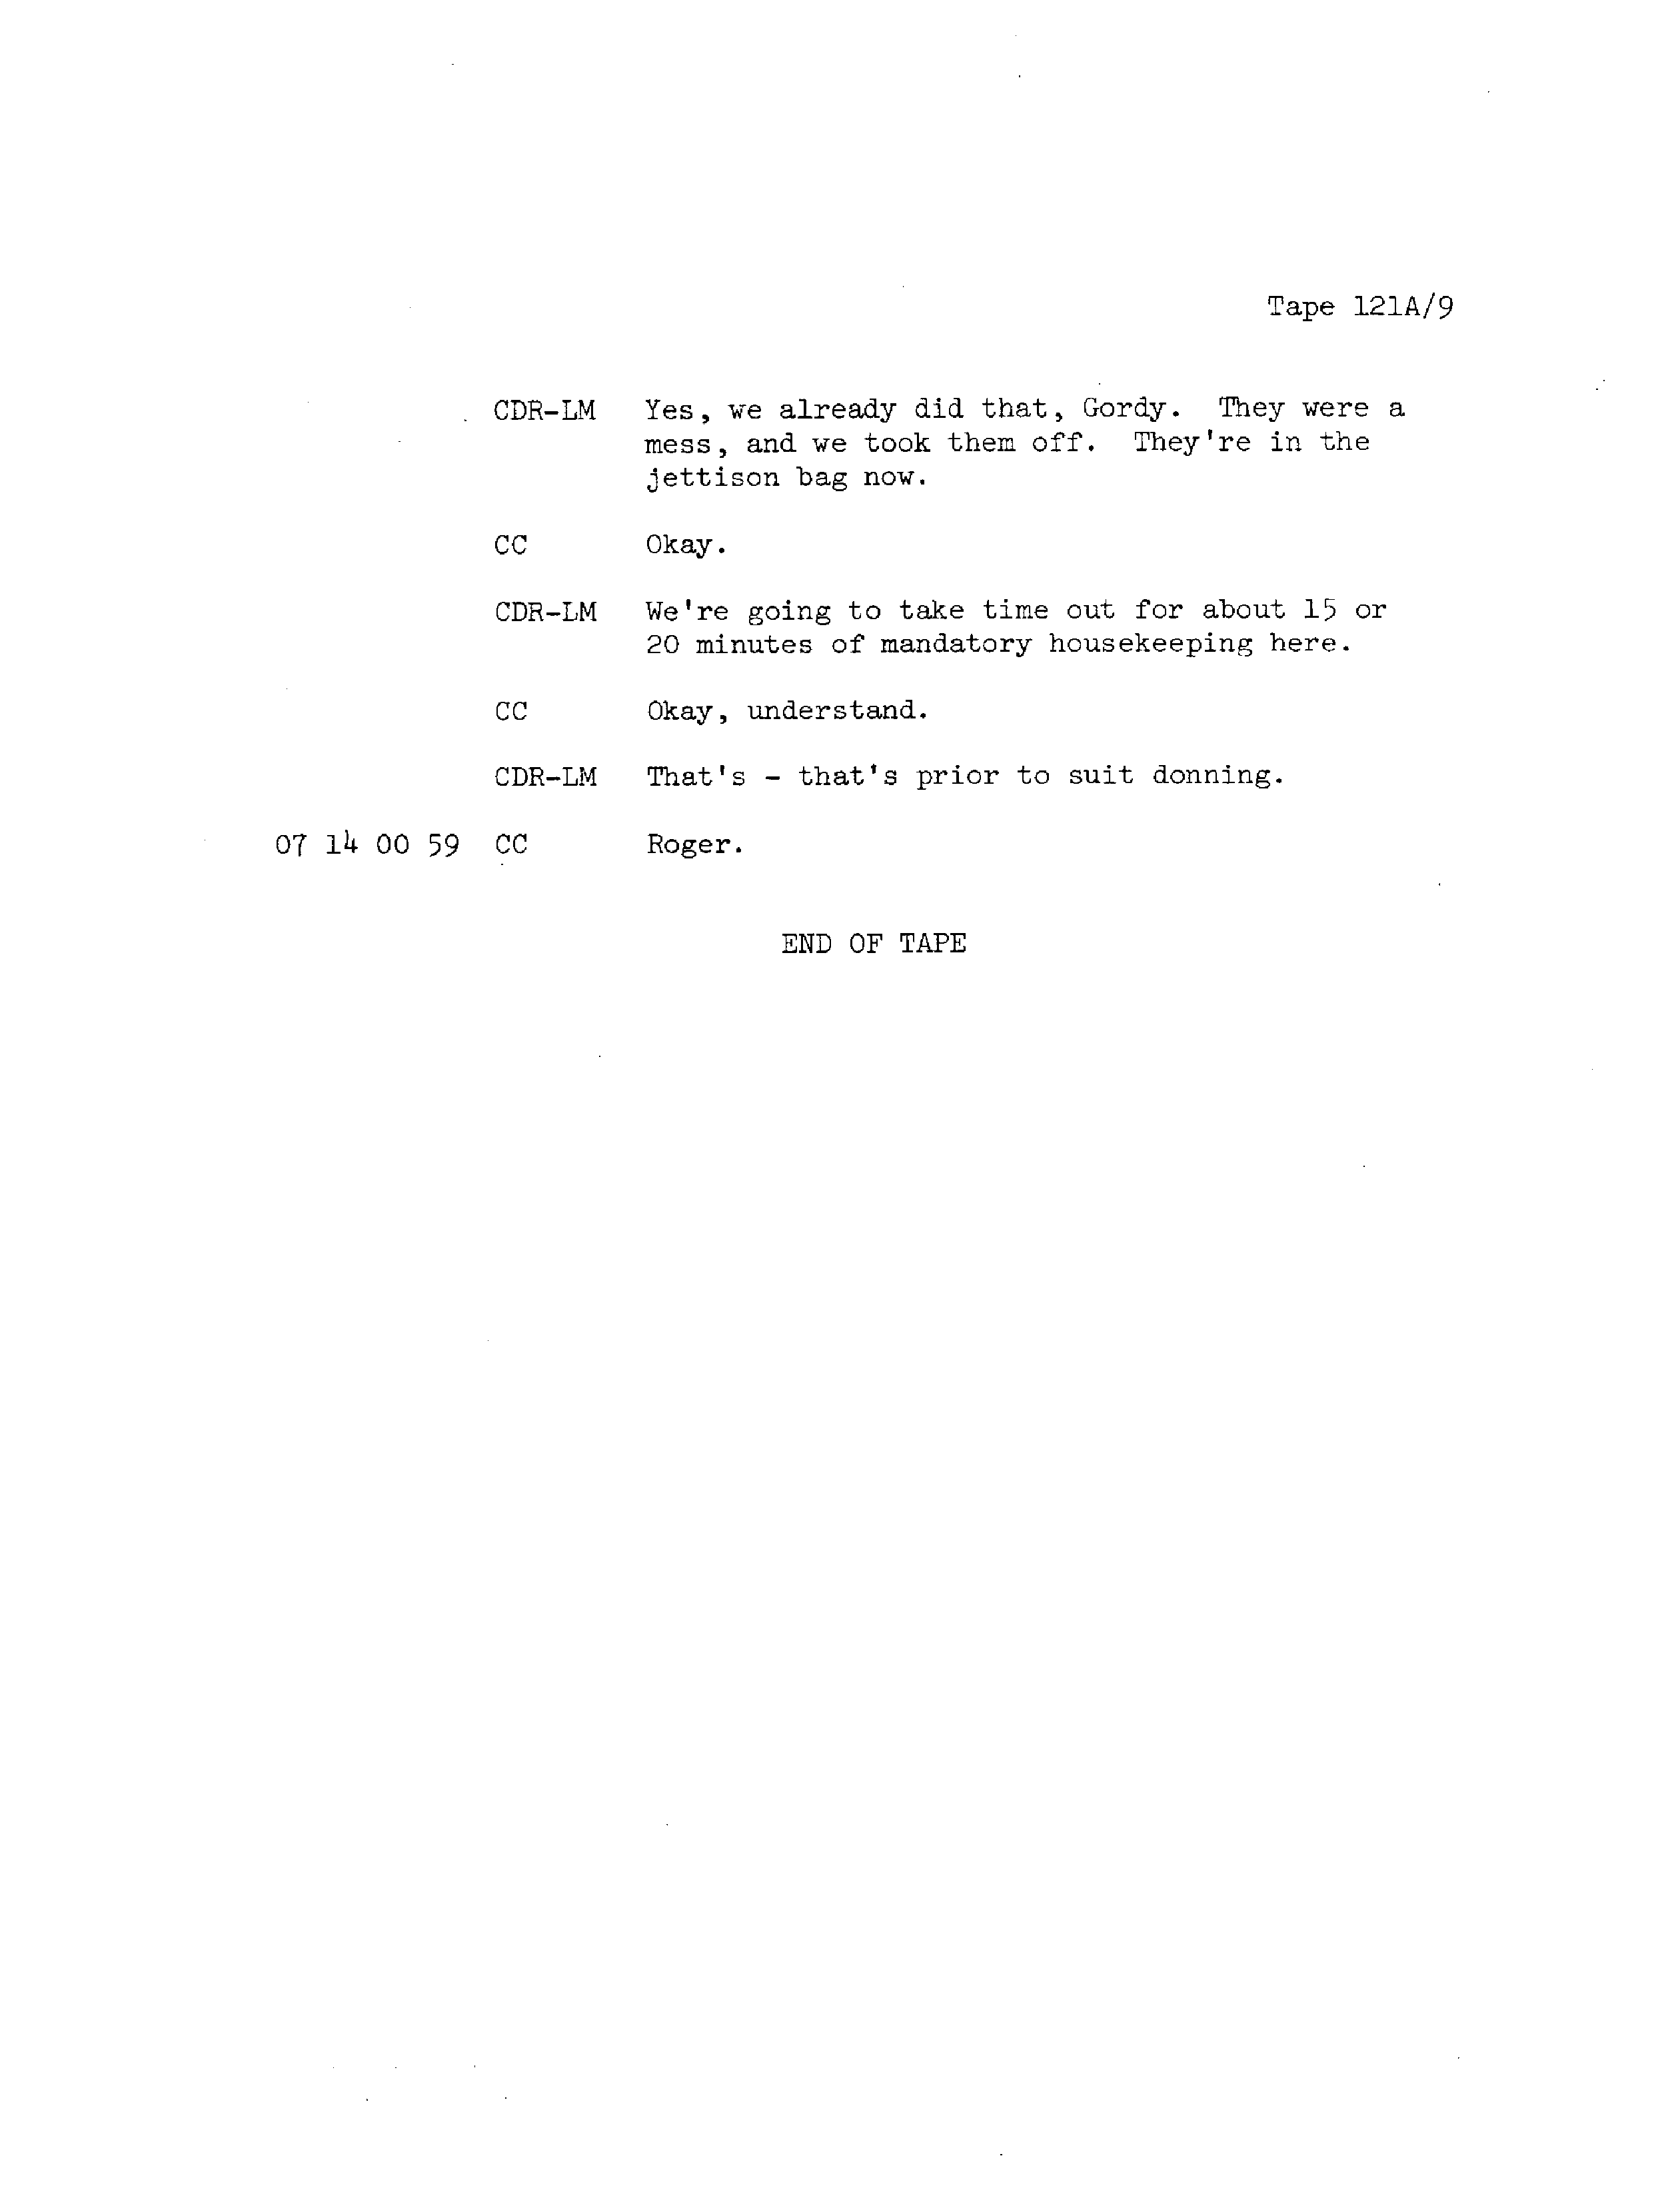 Tape 121A/9
CDR-LM Yes, we already did that, Gordy. They were a
mess, and we took them off. They're in the
jettison bag now.
CC Okay.
CDR-LM We're going to take time out for about 15 or
20 minutes of mandatory housekeeping here.
CC Okay, understand.
CDR-LM That's - that's prior to suit donning.
07 14 00 59 CC Roger.
END OF TAPE